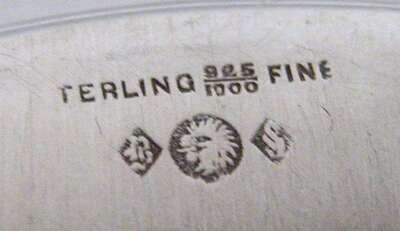 TERLING 925/1000 FINE
G S